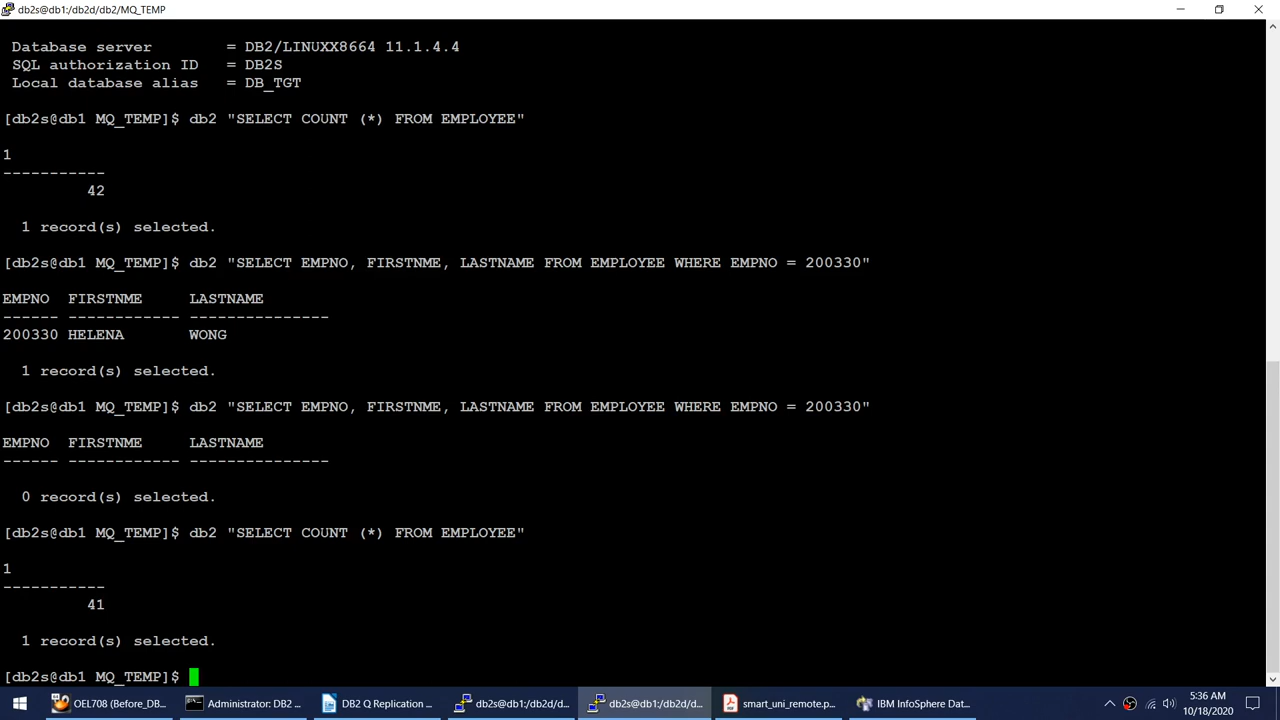 db2s@db1:/db2d/db2/MQ_TEMP
Database server = DB2/LINUXX8664 11.1.4.4
SQL authorization ID = DB2S
Local database alias = DB_TGT
[db2s@db1 MQ_TEMP]$ db2 "SELECT COUNT (*) FROM EMPLOYEE"
1
-----------
42
1 record(s) selected.
[db2s@db1 MQ_TEMP]$ db2 "SELECT EMPNO, FIRSTNME, LASTNAME FROM EMPLOYEE WHERE EMPNO = 200330"
EMPNO FIRSTNME LASTNAME
------ ------------ ---------------
200330 HELENA WONG
1 record(s) selected.
[db2s@db1 MQ_TEMP]$ db2 "SELECT EMPNO, FIRSTNME, LASTNAME FROM EMPLOYEE WHERE EMPNO = 200330"
EMPNO FIRSTNME LASTNAME
------ ------------ ---------------
0 record(s) selected.
[db2s@db1 MQ_TEMP]$ db2 "SELECT COUNT (*) FROM EMPLOYEE"
1
-----------
41
1 record(s) selected.
[db2s@db1 MQ_TEMP]$
OEL708 (Before_DB... Administrator: DB2 ... DB2 Q Replication ... db2s@db1:/db2d/d... db2s@db1:/db2d/d... smart_uni_remote.p... IBM InfoSphere Dat... 5:36 AM
10/18/2020